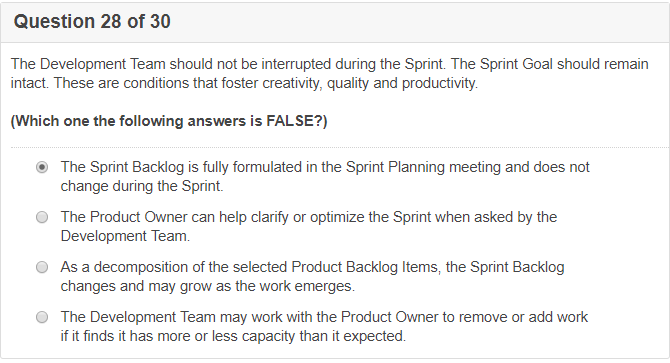 Question 28 of 30
The Development Team should not be interrupted during the Sprint. The Sprint Goal should remain
intact. These are conditions that foster creativity, quality and productivity.
(Which one the following answers is FALSE?)
The Sprint Backlog is fully formulated in the Sprint Planning meeting and does not
change during the Sprint.
The Product Owner can help clarify or optimize the Sprint when asked by the
Development Team.
As a decomposition of the selected Product Backlog Items, the Sprint Backlog
changes and may grow as the work emerges.
The Development Team may work with the Product Owner to remove or add work
if it finds it has more or less capacity than it expected.